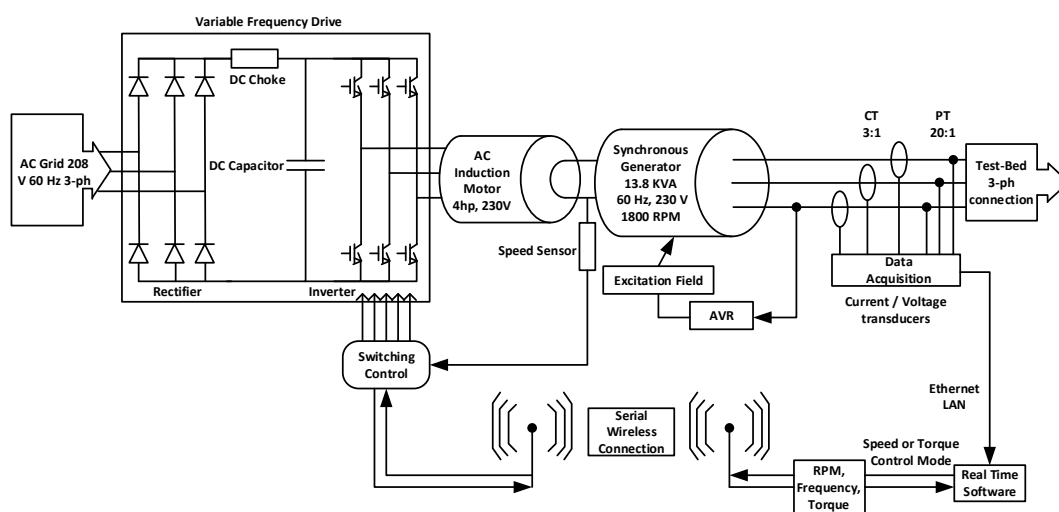 Variable Frequency Drive
DC Choke
DC Capacitor
AC Grid 208
V 60 Hz 3-ph
Rectifier
Inverter
AC
Induction
Motor
4hp, 230V
Synchronous
Generator
13.8 KVA
60 Hz, 230 V
1800 RPM
CT
3:1
PT
20:1
Test-Bed
3-ph
connection
Speed Sensor
Excitation Field
AVR
Data
Acquisition
Current / Voltage
transducers
Switching
Control
Serial
Wireless
Connection
Ethernet
LAN
Speed or Torque
Control Mode
RPM,
Frequency,
Torque
Real Time
Software